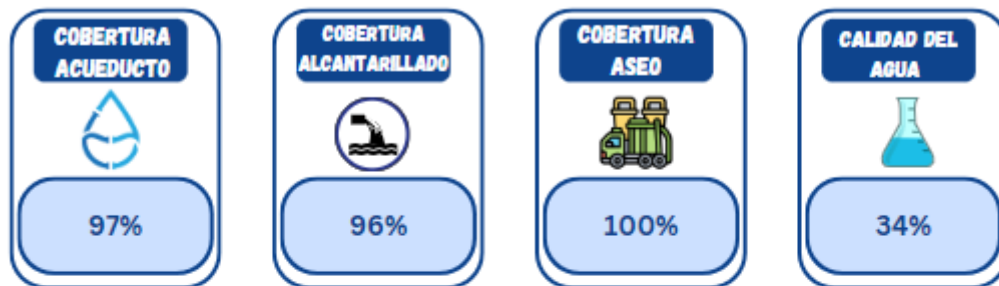 COBERTURA
ACUEDUCTO
97%
COBERTURA
ALCANTARILLADO
96%
COBERTURA
ASEO
100%
CALIDAD DEL
AGUA
34%